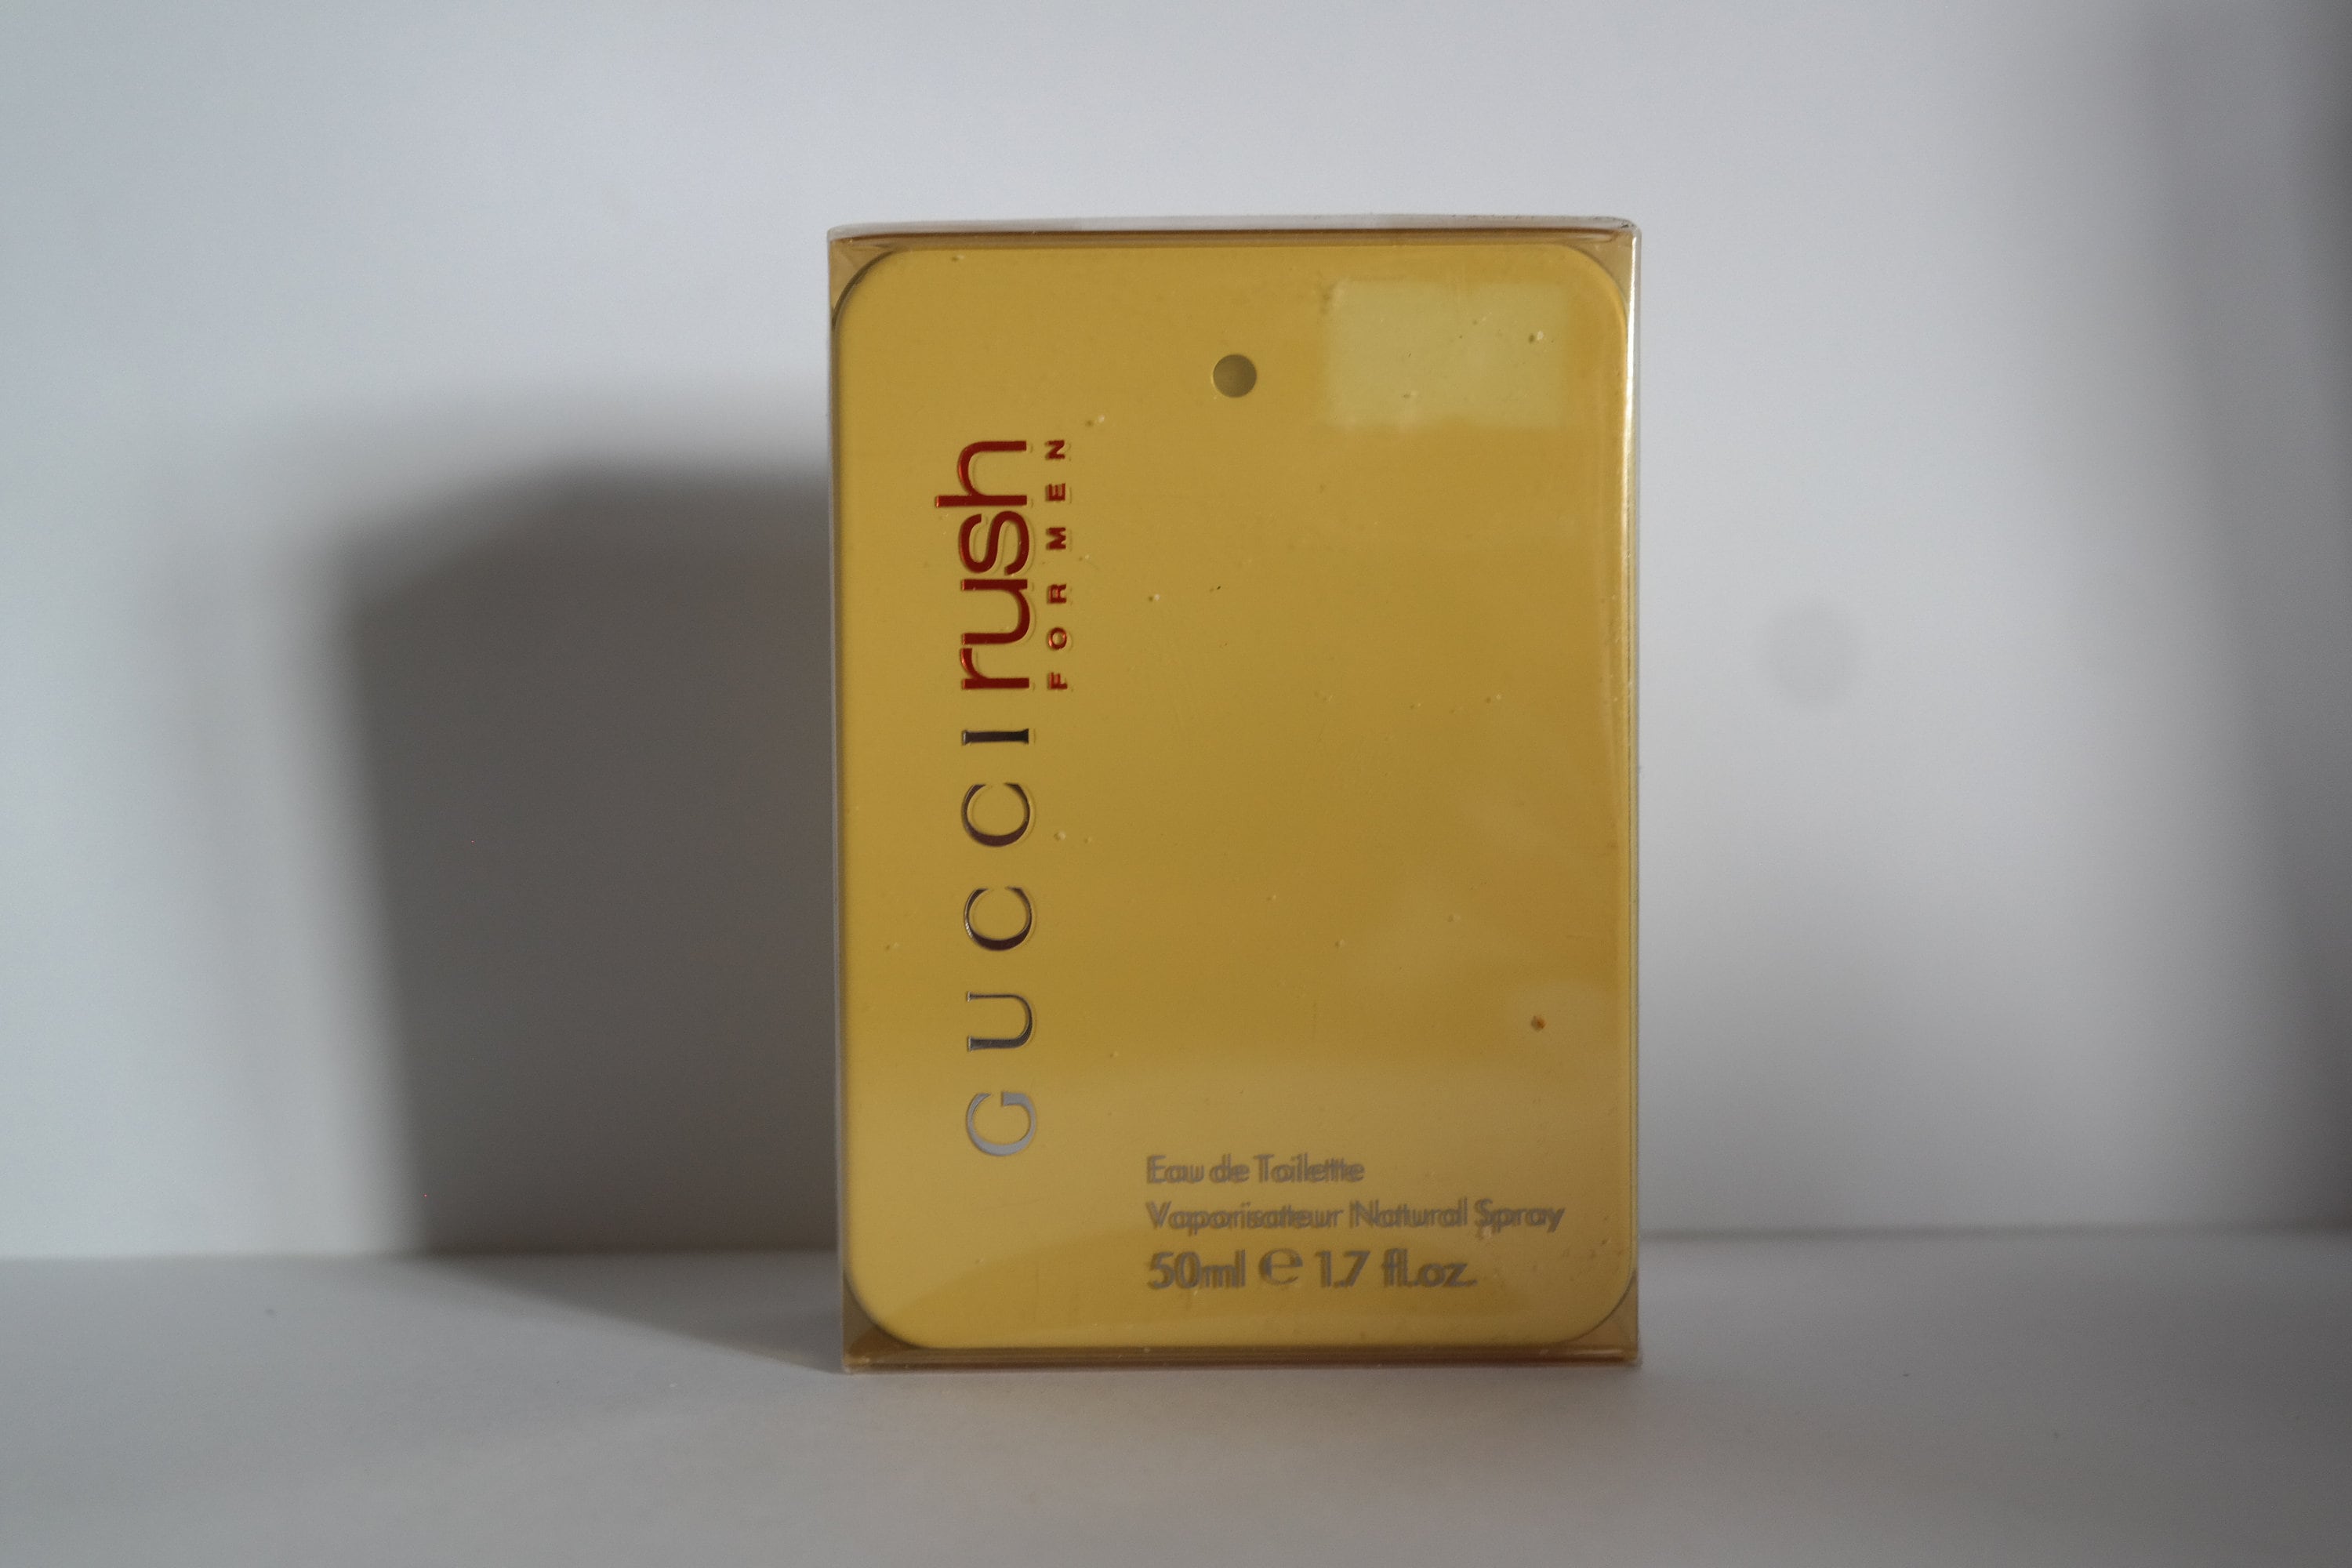 GUCCI rush
FOR MEN
Eau de Toilette
Vaporisateur Natural Spray
50ml ℮ 1.7 fl.oz.